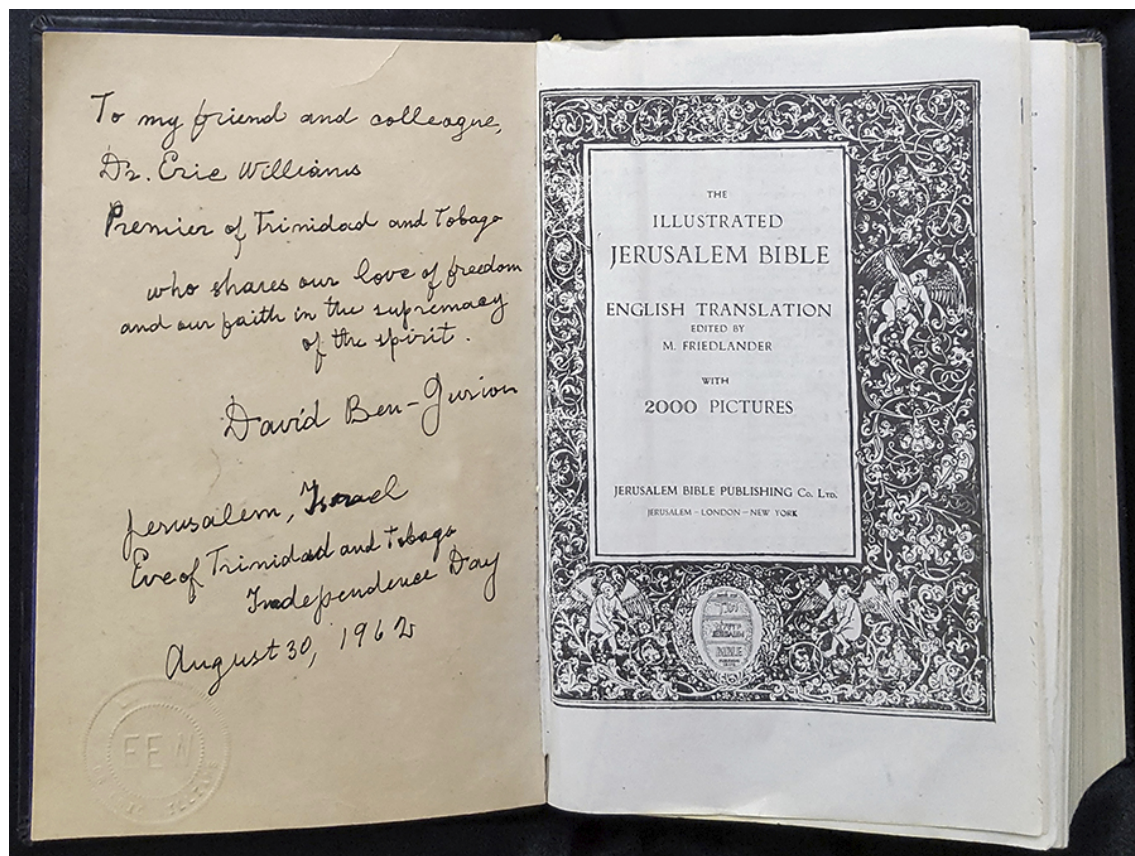 To my friend and colleague,
Dr. Eric Williams
Premier of Trinidad and Tobago
who shares our love of freedom
and our faith in the supremacy
of the spirit.
David Ben-Gurion
Jerusalem, Israel
Eve of Trinidad and Tobago
Independence Day
August 30, 1962
EEW
THE
ILLUSTRATED
JERUSALEM BIBLE
ENGLISH TRANSLATION
EDITED BY
M. FRIEDLANDER
WITH
2000 PICTURES
JERUSALEM BIBLE PUBLISHING Co. LTD.
JERUSALEM – LONDON – NEW YORK
JERUSALEM
BIBLE